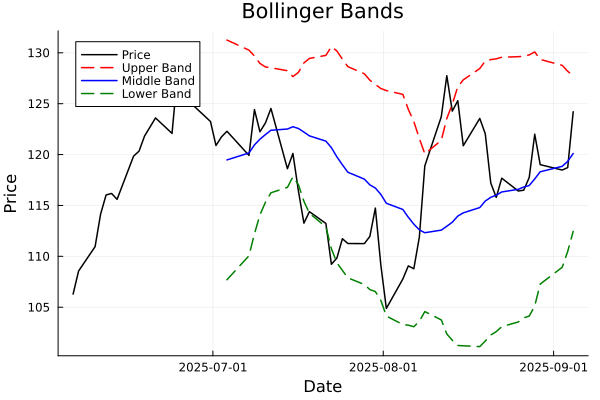 Bollinger Bands
Price
Upper Band
Middle Band
Lower Band
130
125
120
115
110
105
Price
2025-07-01
2025-08-01
2025-09-01
Date